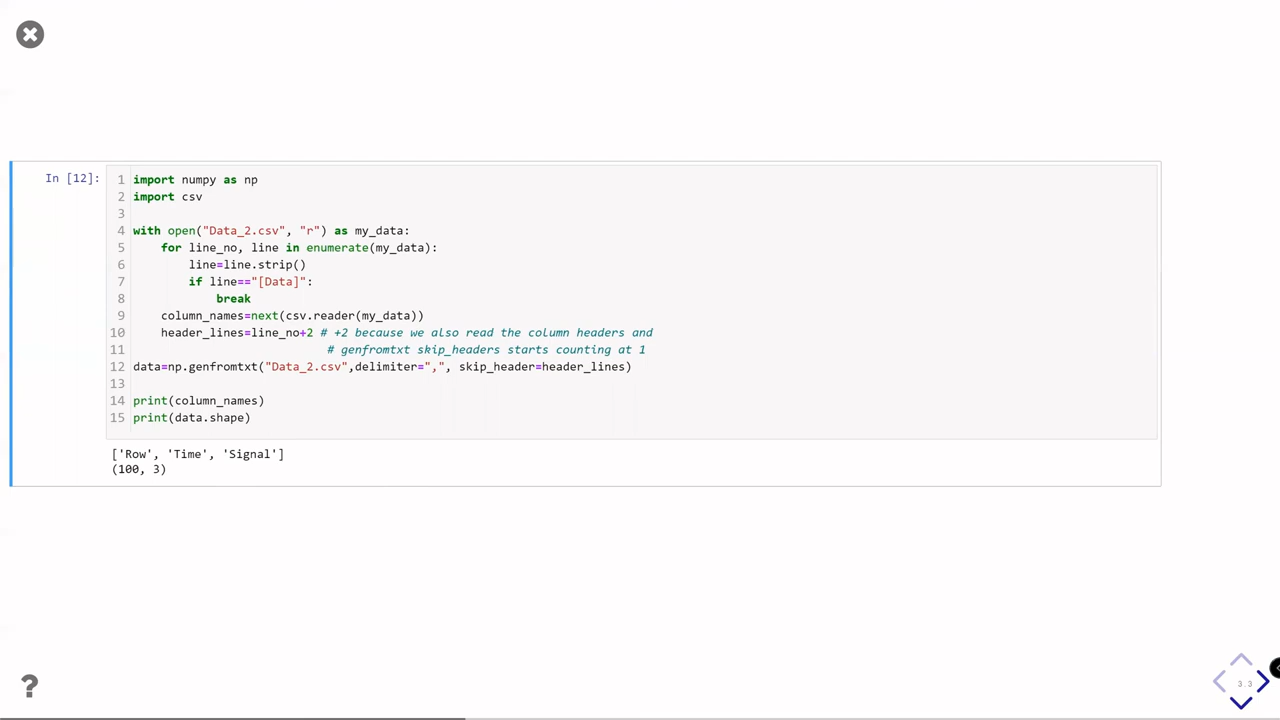 In [12]:
1 import numpy as np
2 import csv
3
4 with open("Data_2.csv", "r") as my_data:
5     for line_no, line in enumerate(my_data):
6         line=line.strip()
7         if line=="[Data]":
8             break
9     column_names=next(csv.reader(my_data))
10     header_lines=line_no+2 # +2 because we also read the column headers and
11                             # genfromtxt skip_headers starts counting at 1
12 data=np.genfromtxt("Data_2.csv",delimiter=",", skip_header=header_lines)
13
14 print(column_names)
15 print(data.shape)
['Row', 'Time', 'Signal']
(100, 3)
?
3.3